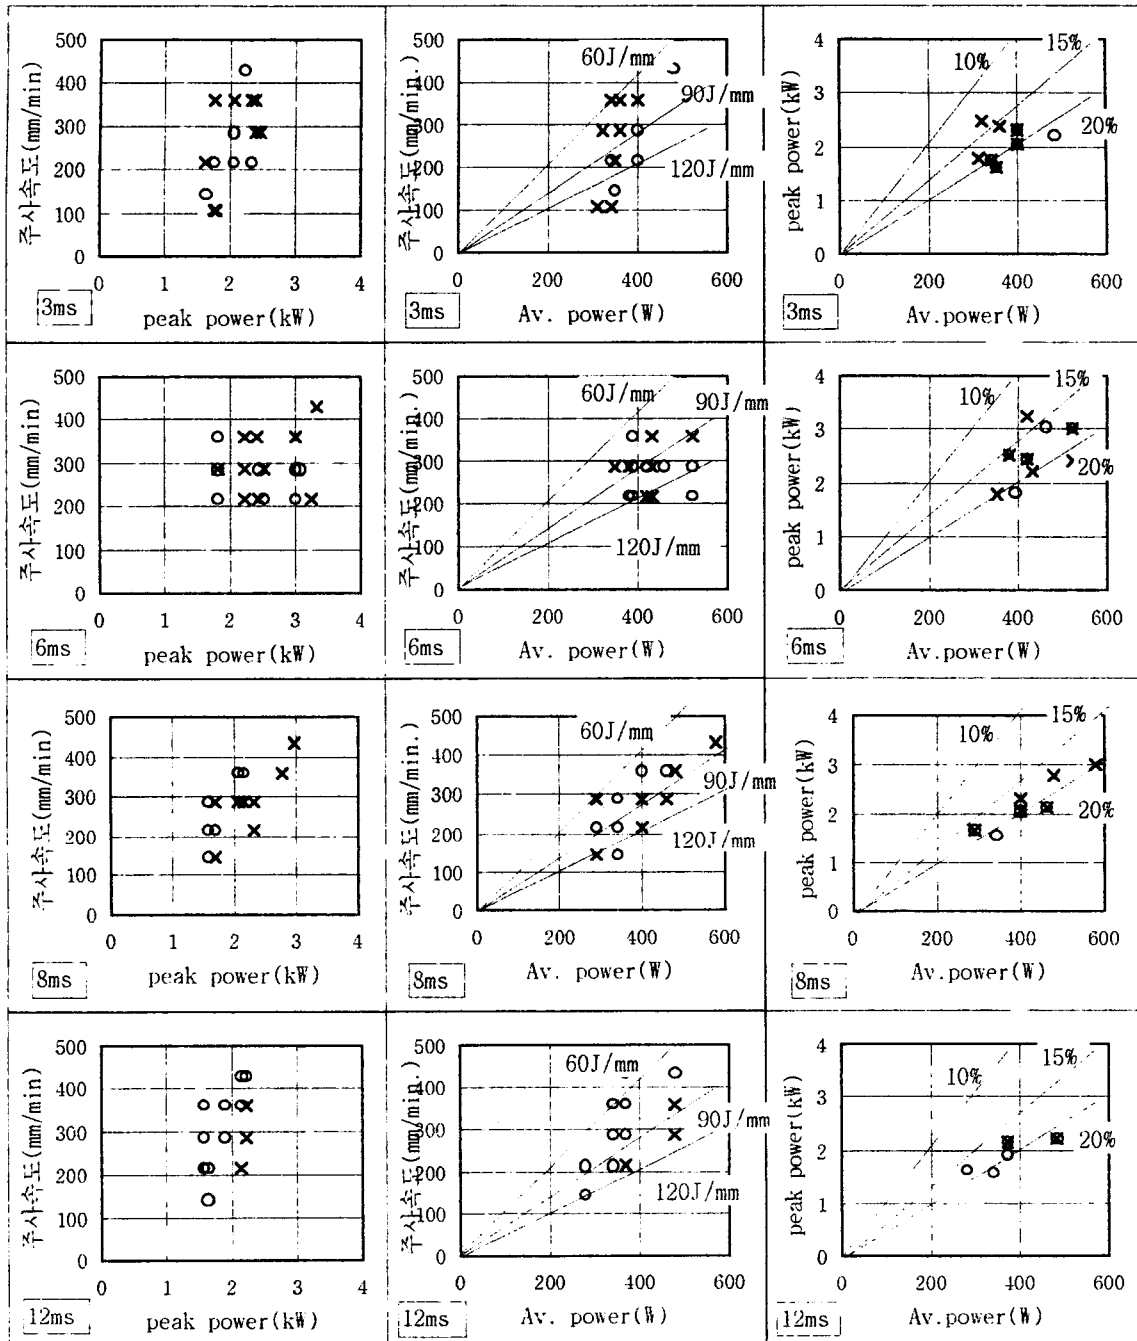 500
400
300
200
100
0
주사속도(mm/min)
0 1 2 3 4
3ms
peak power(kW)
500
400
300
200
100
0
주사속도(mm/min.)
60J/mm
90J/mm
120J/mm
0 200 400 600
3ms
Av. power(W)
4
3
2
1
0
peak power(kW)
10%
15%
20%
0 200 400 600
3ms
Av.power(W)
500
400
300
200
100
0
주사속도(mm/min)
0 1 2 3 4
6ms
peak power(kW)
500
400
300
200
100
0
주사속도(mm/min.)
60J/mm
90J/mm
120J/mm
0 200 400 600
6ms
Av. power(W)
4
3
2
1
0
peak power(kW)
10%
15%
20%
0 200 400 600
6ms
Av.power(W)
500
400
300
200
100
0
주사속도(mm/min)
0 1 2 3 4
8ms
peak power(kW)
500
400
300
200
100
0
주사속도(mm/min.)
60J/mm
90J/mm
120J/mm
0 200 400 600
8ms
Av. power(W)
4
3
2
1
0
peak power(kW)
10%
15%
20%
0 200 400 600
8ms
Av.power(W)
500
400
300
200
100
0
주사속도(mm/min)
0 1 2 3 4
12ms
peak power(kW)
500
400
300
200
100
0
주사속도(mm/min.)
60J/mm
90J/mm
120J/mm
0 200 400 600
12ms
Av. power(W)
4
3
2
1
0
peak power(kW)
10%
15%
20%
0 200 400 600
12ms
Av.power(W)